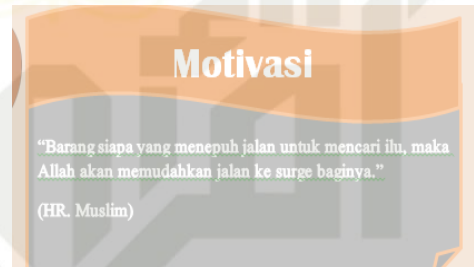 Motivasi
“Barang siapa yang menepuh jalan untuk mencari ilu, maka
Allah akan memudahkan jalan ke surge baginya.”
(HR. Muslim)